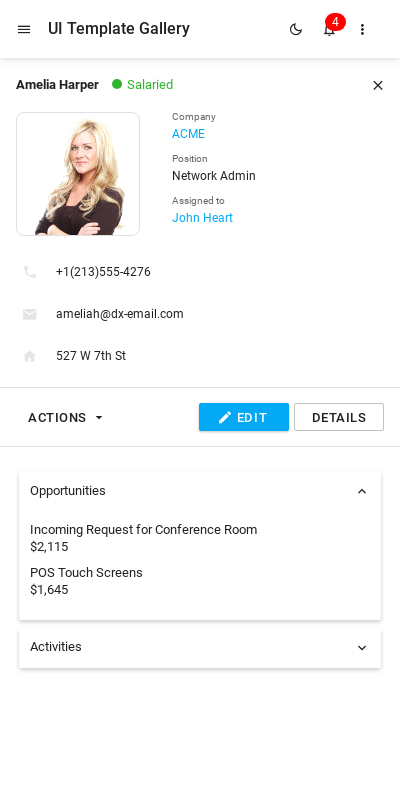 UI Template Gallery
4
Amelia Harper
Salaried
Company
ACME
Position
Network Admin
Assigned to
John Heart
+1(213)555-4276
ameliah@dx-email.com
527 W 7th St
ACTIONS
EDIT
DETAILS
Opportunities
Incoming Request for Conference Room
$2,115
POS Touch Screens
$1,645
Activities